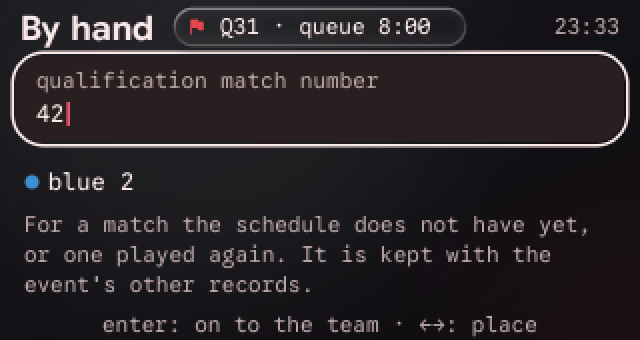 By hand
Q31 · queue 8:00
23:33
qualification match number
42
blue 2
For a match the schedule does not have yet,
or one played again. It is kept with the
event's other records.
enter: on to the team · ↔: place